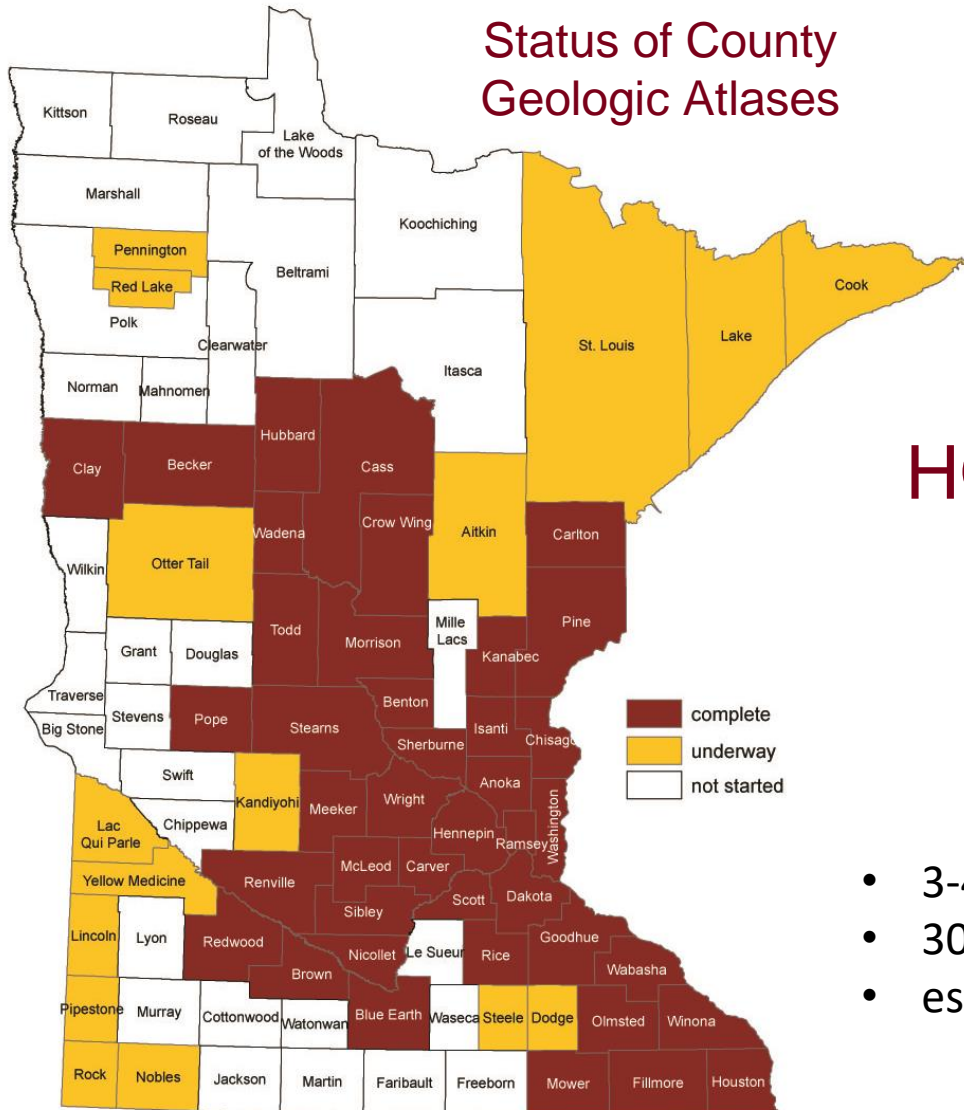 Status of County
Geologic Atlases
Kittson
Roseau
Lake
of the Woods
Marshall
Koochiching
Pennington
Beltrami
Red Lake
Cook
Polk
Lake
Clearwater
St. Louis
Itasca
Norman
Mahnomen
Hubbard
Cass
Clay
Becker
Crow Wing
Aitkin
Wadena
Carlton
Otter Tail
Wilkin
Mille
Lacs
Pine
Todd
Morrison
Grant
Douglas
Kanabec
Traverse
Benton
Stevens
Pope
Stearns
Isanti
Big Stone
Chisago
Sherburne
Swift
Anoka
Kandiyohi
Wright
Meeker
Washington
Chippewa
Hennepin
Lac
Qui Parle
Ramsey
McLeod
Carver
Yellow Medicine
Renville
Dakota
Scott
Sibley
Lincoln
Lyon
Redwood
Goodhue
Nicollet
Le Sueur
Rice
Wabasha
Brown
Pipestone
Murray
Cottonwood
Watonwan
Blue Earth
Waseca
Steele
Dodge
Olmsted
Winona
Rock
Nobles
Jackson
Martin
Faribault
Freeborn
Mower
Fillmore
Houston
complete
underway
not started
• 30
• es